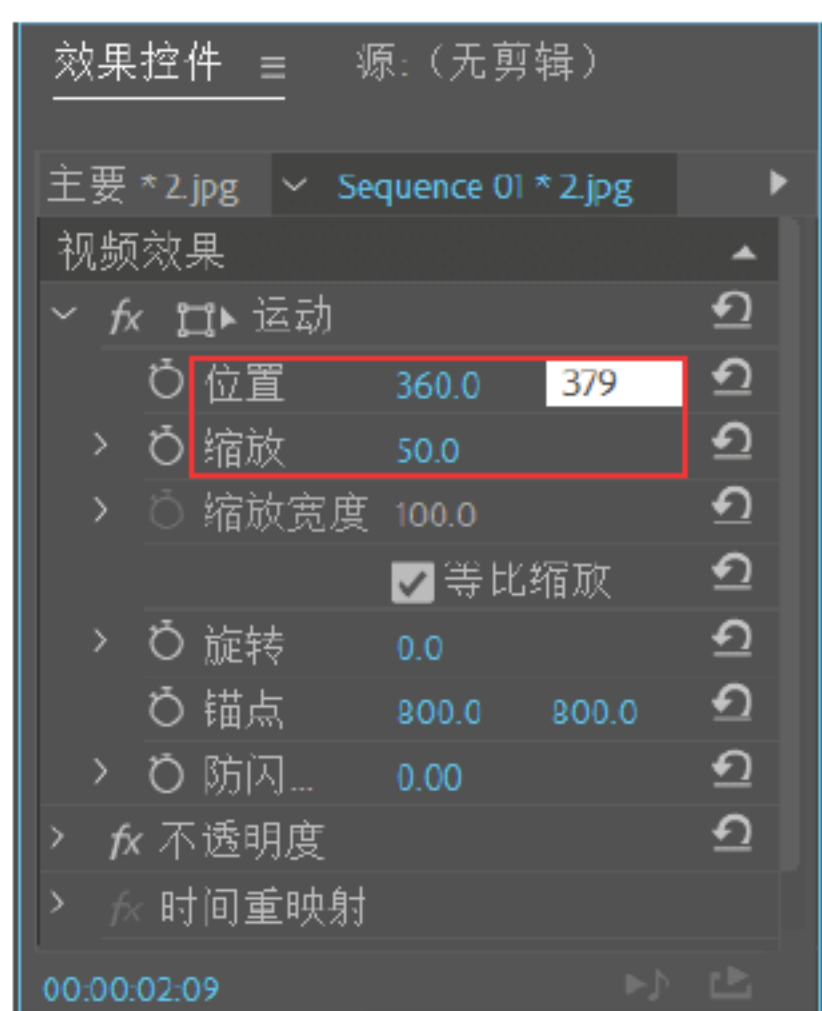 效果控件 源:（无剪辑）
主要 * 2.jpg Sequence 01 * 2.jpg
视频效果
fx 运动
位置 360.0 379
缩放 50.0
缩放宽度 100.0
等比缩放
旋转 0.0
锚点 800.0 800.0
防闪... 0.00
fx 不透明度
fx 时间重映射
00:00:02:09